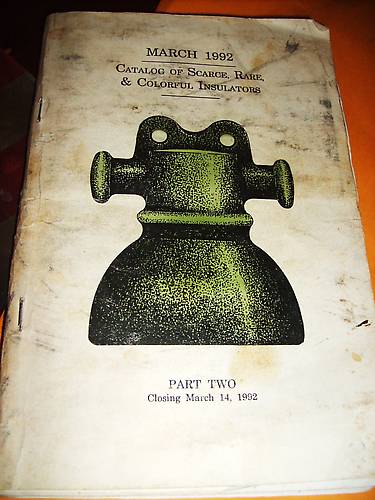 MARCH 1992
CATALOG OF SCARCE, RARE,
& COLORFUL INSULATORS
PART TWO
Closing March 14, 1992